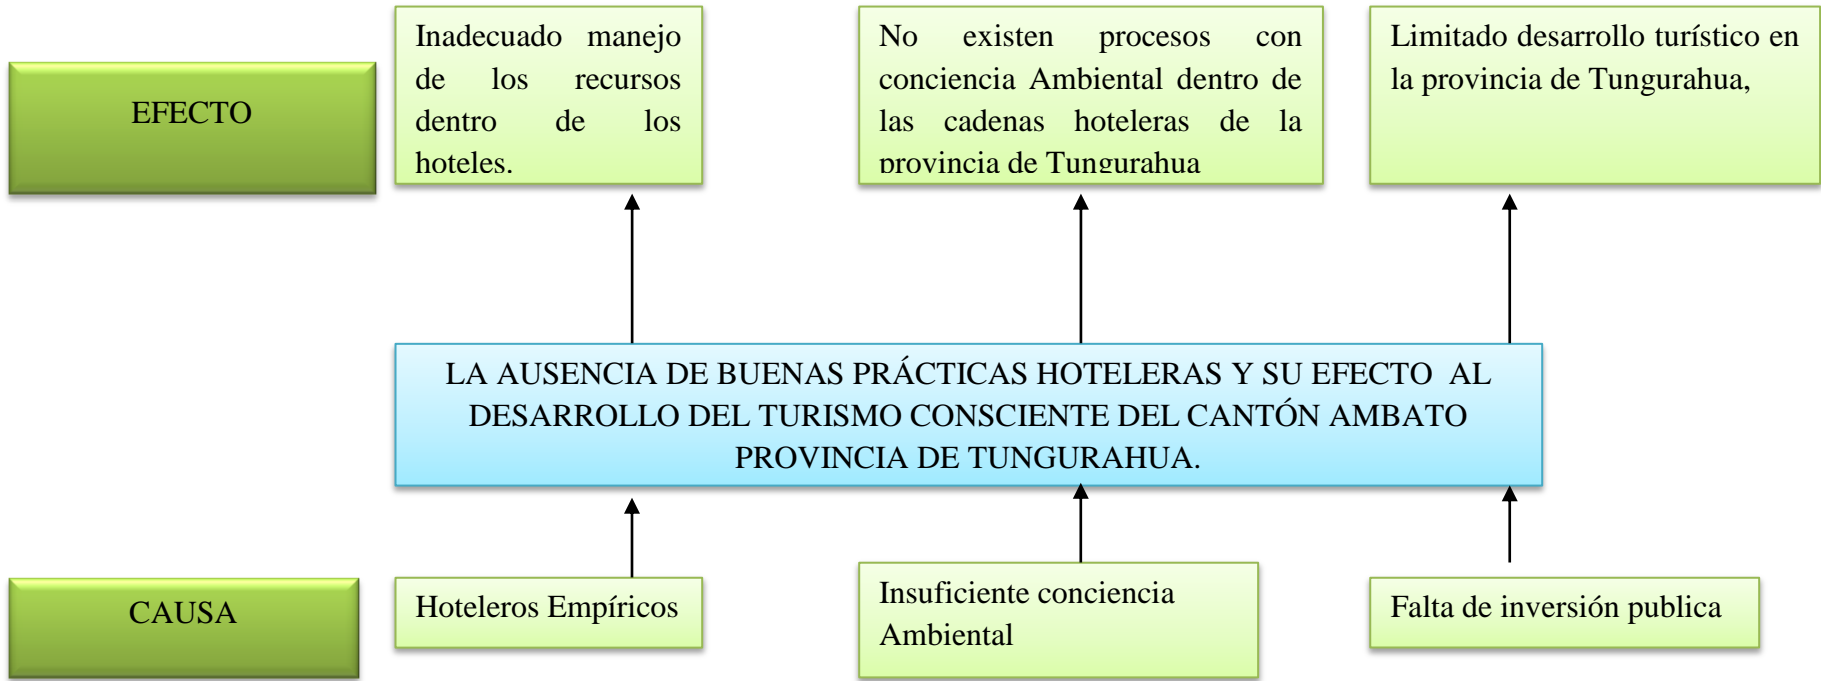 EFECTO
Inadecuado manejo
de los recursos
dentro de los
hoteles.
No existen procesos con
conciencia Ambiental dentro de
las cadenas hoteleras de la
provincia de Tungurahua
Limitado desarrollo turístico en
la provincia de Tungurahua,
LA AUSENCIA DE BUENAS PRÁCTICAS HOTELERAS Y SU EFECTO AL
DESARROLLO DEL TURISMO CONSCIENTE DEL CANTÓN AMBATO
PROVINCIA DE TUNGURAHUA.
CAUSA
Hoteleros Empíricos
Insuficiente conciencia
Ambiental
Falta de inversión publica